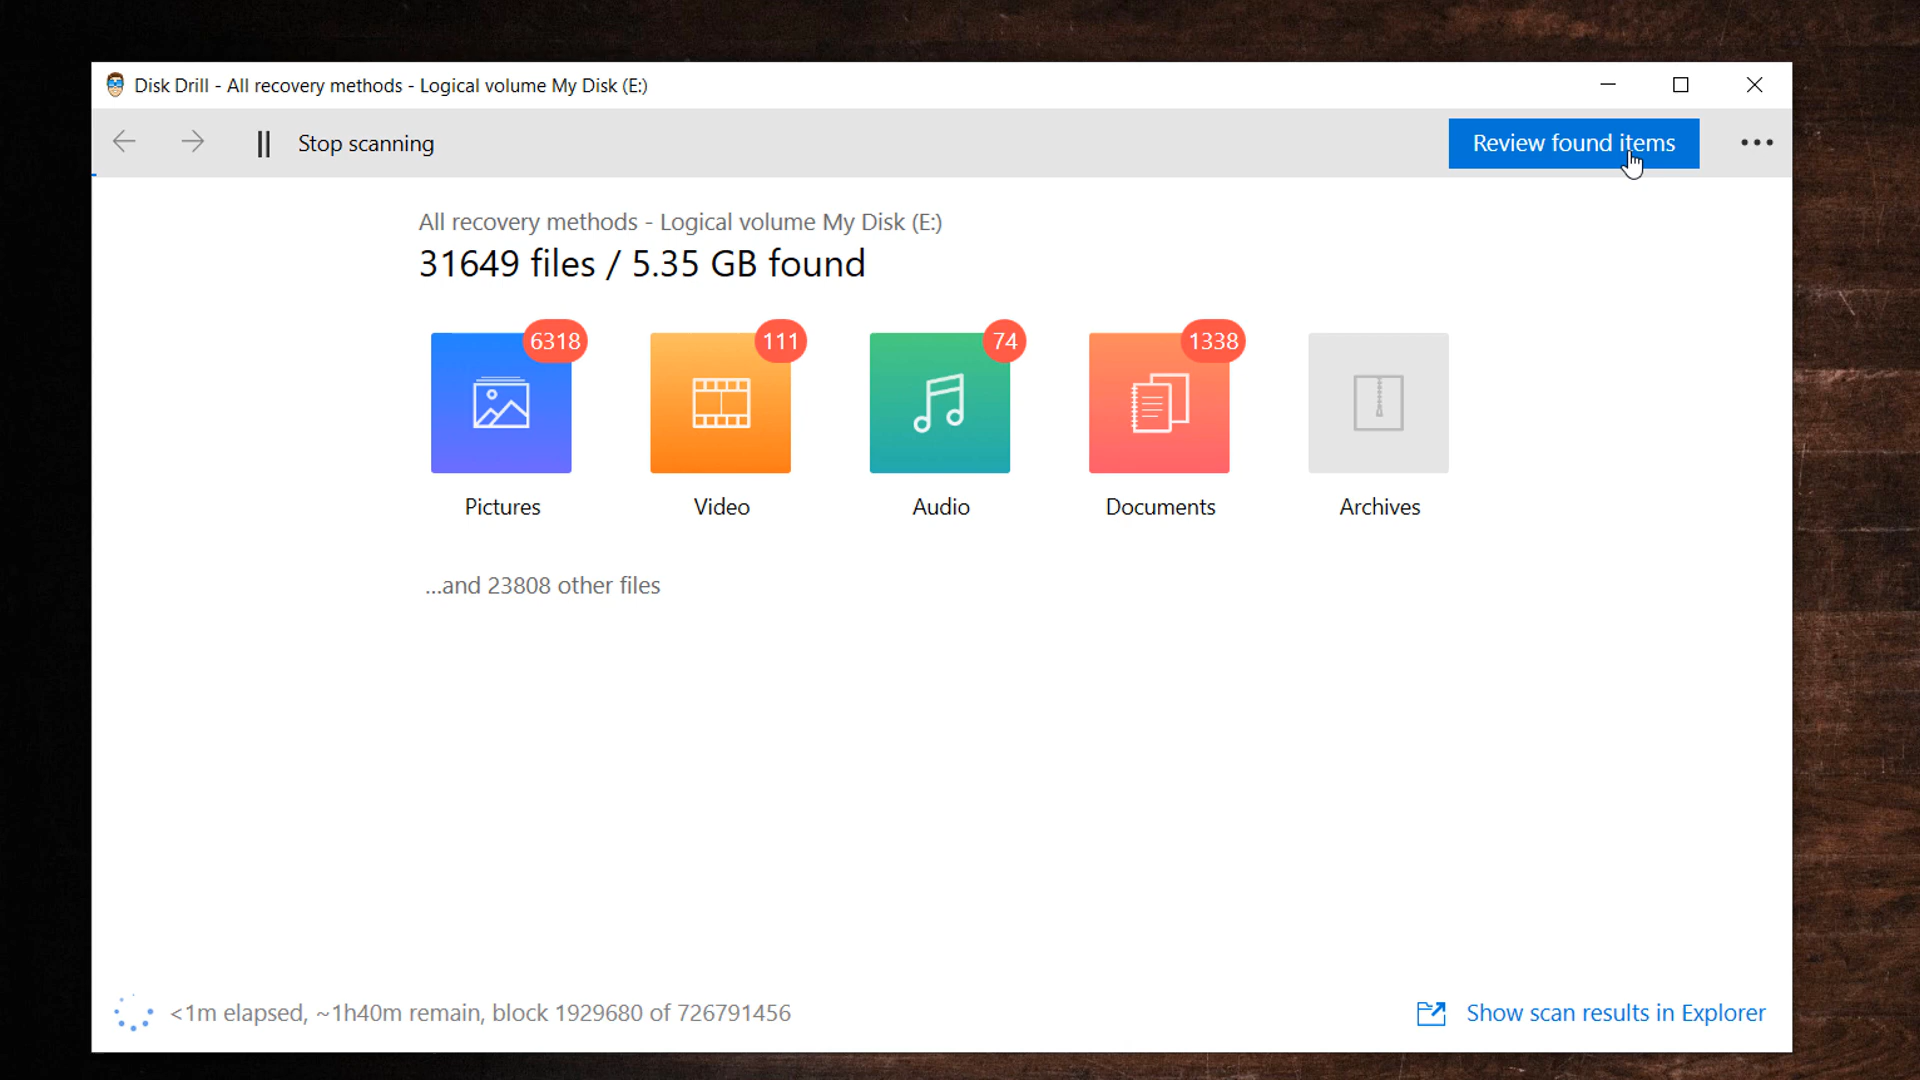 Disk Drill - All recovery methods - Logical volume My Disk (E:)
Stop scanning
Review found items
All recovery methods - Logical volume My Disk (E:)
31649 files / 5.35 GB found
6318
111
74
1338
Pictures
Video
Audio
Documents
Archives
...and 23808 other files
<1m elapsed, ~1h40m remain, block 1929680 of 726791456
Show scan results in Explorer